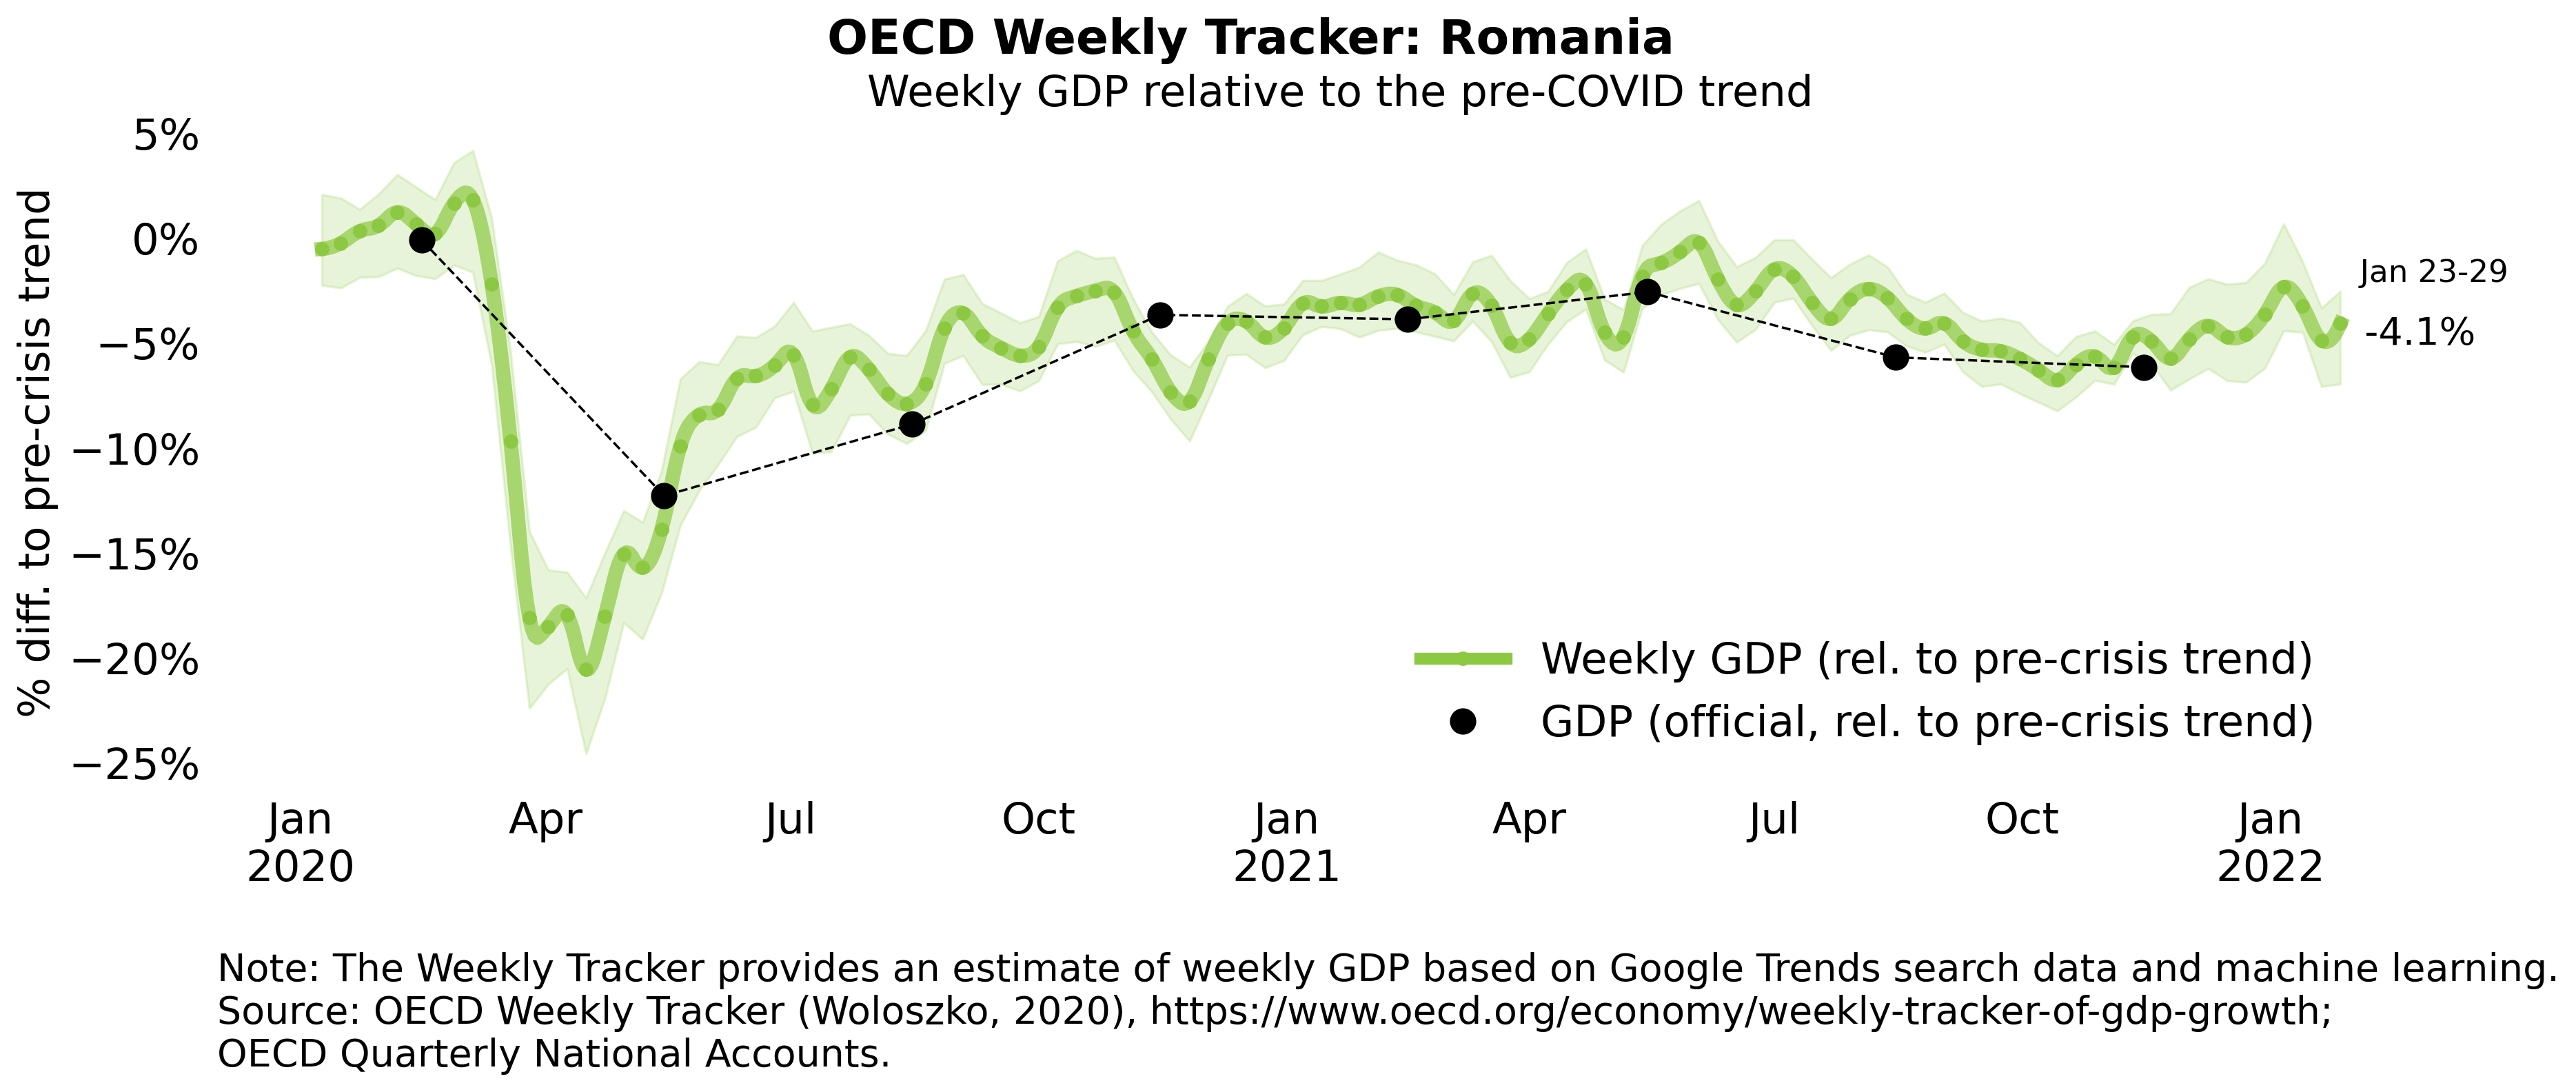 OECD Weekly Tracker: Romania
Weekly GDP relative to the pre-COVID trend
% diff. to pre-crisis trend
5%
0%
−5%
−10%
−15%
−20%
−25%
Jan 23-29
-4.1%
Weekly GDP (rel. to pre-crisis trend)
GDP (official, rel. to pre-crisis trend)
Jan Apr Jul Oct Jan Apr Jul Oct Jan
2020 2021 2022
Note: The Weekly Tracker provides an estimate of weekly GDP based on Google Trends search data and machine learning.
Source: OECD Weekly Tracker (Woloszko, 2020), https://www.oecd.org/economy/weekly-tracker-of-gdp-growth;
OECD Quarterly National Accounts.